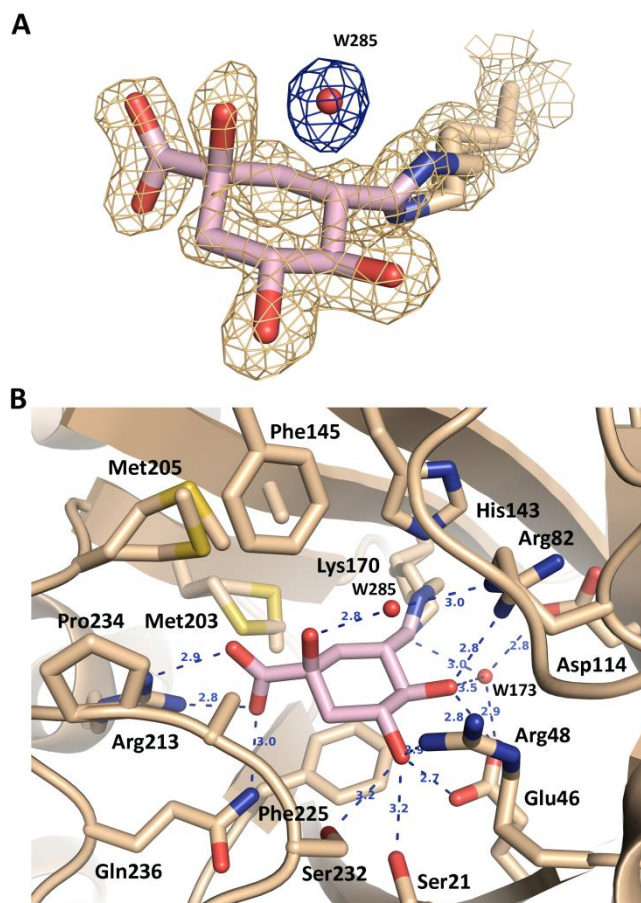 A
W285
B
Phe145
Met205
His143
Arg82
Lys170
W285
2.8
3.0
Pro234
Met203
2.9
2.8
3.0
2.8
Asp114
3.5
W173
2.8
2.8
2.9
Arg213
Arg48
3.0
3.9
2.7
Glu46
Phe225
3.2
3.2
Gln236
Ser232
Ser21